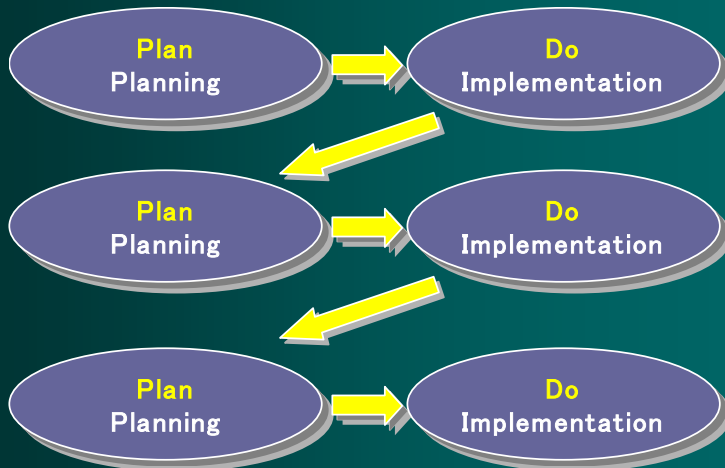 Plan
Planning
Do
Implementation
Plan
Planning
Do
Implementation
Plan
Planning
Do
Implementation